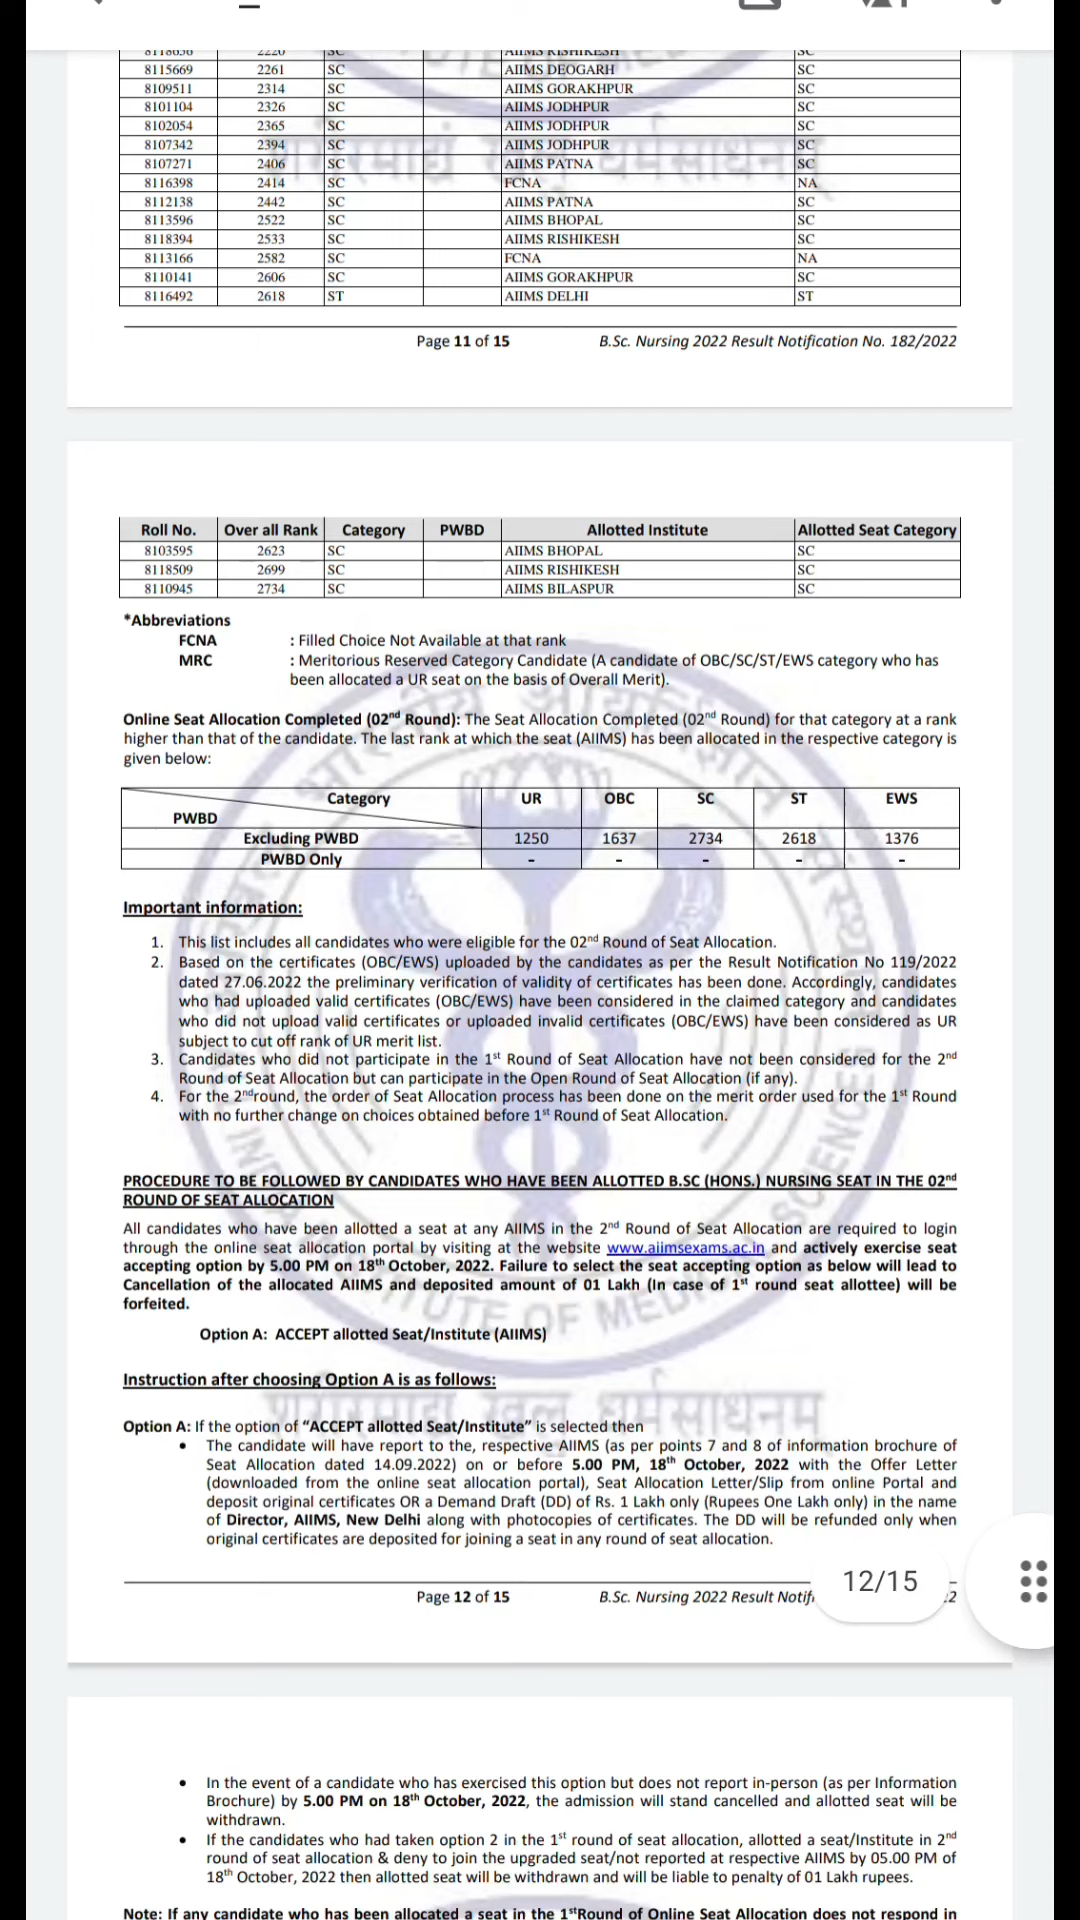 8118036 2220 SC AIIMS RISHIKESH SC
8115669 2261 SC AIIMS DEOGARH SC
8109511 2314 SC AIIMS GORAKHPUR SC
8101104 2326 SC AIIMS JODHPUR SC
8102054 2365 SC AIIMS JODHPUR SC
8107342 2394 SC AIIMS JODHPUR SC
8107271 2406 SC AIIMS PATNA SC
8116398 2414 SC FCNA NA
8112138 2442 SC AIIMS PATNA SC
8113596 2522 SC AIIMS BHOPAL SC
8118394 2533 SC AIIMS RISHIKESH SC
8113166 2582 SC FCNA NA
8110141 2606 SC AIIMS GORAKHPUR SC
8116492 2618 ST AIIMS DELHI ST
Page 11 of 15 B.Sc. Nursing 2022 Result Notification No. 182/2022
Roll No. Over all Rank Category PWBD Allotted Institute Allotted Seat Category
8103595 2623 SC AIIMS BHOPAL SC
8118509 2699 SC AIIMS RISHIKESH SC
8110945 2734 SC AIIMS BILASPUR SC
*Abbreviations
FCNA : Filled Choice Not Available at that rank
MRC : Meritorious Reserved Category Candidate (A candidate of OBC/SC/ST/EWS category who has
been allocated a UR seat on the basis of Overall Merit).
Online Seat Allocation Completed (02nd Round): The Seat Allocation Completed (02nd Round) for that category at a rank
higher than that of the candidate. The last rank at which the seat (AIIMS) has been allocated in the respective category is
given below:
Category UR OBC SC ST EWS
PWBD
Excluding PWBD 1250 1637 2734 2618 1376
PWBD Only - - - - -
Important information:
1. This list includes all candidates who were eligible for the 02nd Round of Seat Allocation.
2. Based on the certificates (OBC/EWS) uploaded by the candidates as per the Result Notification No 119/2022
dated 27.06.2022 the preliminary verification of validity of certificates has been done. Accordingly, candidates
who had uploaded valid certificates (OBC/EWS) have been considered in the claimed category and candidates
who did not upload valid certificates or uploaded invalid certificates (OBC/EWS) have been considered as UR
subject to cut off rank of UR merit list.
3. Candidates who did not participate in the 1st Round of Seat Allocation have not been considered for the 2nd
Round of Seat Allocation but can participate in the Open Round of Seat Allocation (if any).
4. For the 2ndround, the order of Seat Allocation process has been done on the merit order used for the 1st Round
with no further change on choices obtained before 1st Round of Seat Allocation.
PROCEDURE TO BE FOLLOWED BY CANDIDATES WHO HAVE BEEN ALLOTTED B.SC (HONS.) NURSING SEAT IN THE 02nd
ROUND OF SEAT ALLOCATION
All candidates who have been allotted a seat at any AIIMS in the 2nd Round of Seat Allocation are required to login
through the online seat allocation portal by visiting at the website www.aiimsexams.ac.in and actively exercise seat
accepting option by 5.00 PM on 18th October, 2022. Failure to select the seat accepting option as below will lead to
Cancellation of the allocated AIIMS and deposited amount of 01 Lakh (In case of 1st round seat allottee) will be
forfeited.
Option A: ACCEPT allotted Seat/Institute (AIIMS)
Instruction after choosing Option A is as follows:
Option A: If the option of “ACCEPT allotted Seat/Institute” is selected then
• The candidate will have report to the, respective AIIMS (as per points 7 and 8 of information brochure of
Seat Allocation dated 14.09.2022) on or before 5.00 PM, 18th October, 2022 with the Offer Letter
(downloaded from the online seat allocation portal), Seat Allocation Letter/Slip from online Portal and
deposit original certificates OR a Demand Draft (DD) of Rs. 1 Lakh only (Rupees One Lakh only) in the name
of Director, AIIMS, New Delhi along with photocopies of certificates. The DD will be refunded only when
original certificates are deposited for joining a seat in any round of seat allocation.
12/15
Page 12 of 15 B.Sc. Nursing 2022 Result Notifi .2
• In the event of a candidate who has exercised this option but does not report in-person (as per Information
Brochure) by 5.00 PM on 18th October, 2022, the admission will stand cancelled and allotted seat will be
withdrawn.
• If the candidates who had taken option 2 in the 1st round of seat allocation, allotted a seat/Institute in 2nd
round of seat allocation & deny to join the upgraded seat/not reported at respective AIIMS by 05.00 PM of
18th October, 2022 then allotted seat will be withdrawn and will be liable to penalty of 01 Lakh rupees.
Note: If any candidate who has been allocated a seat in the 1stRound of Online Seat Allocation does not respond in